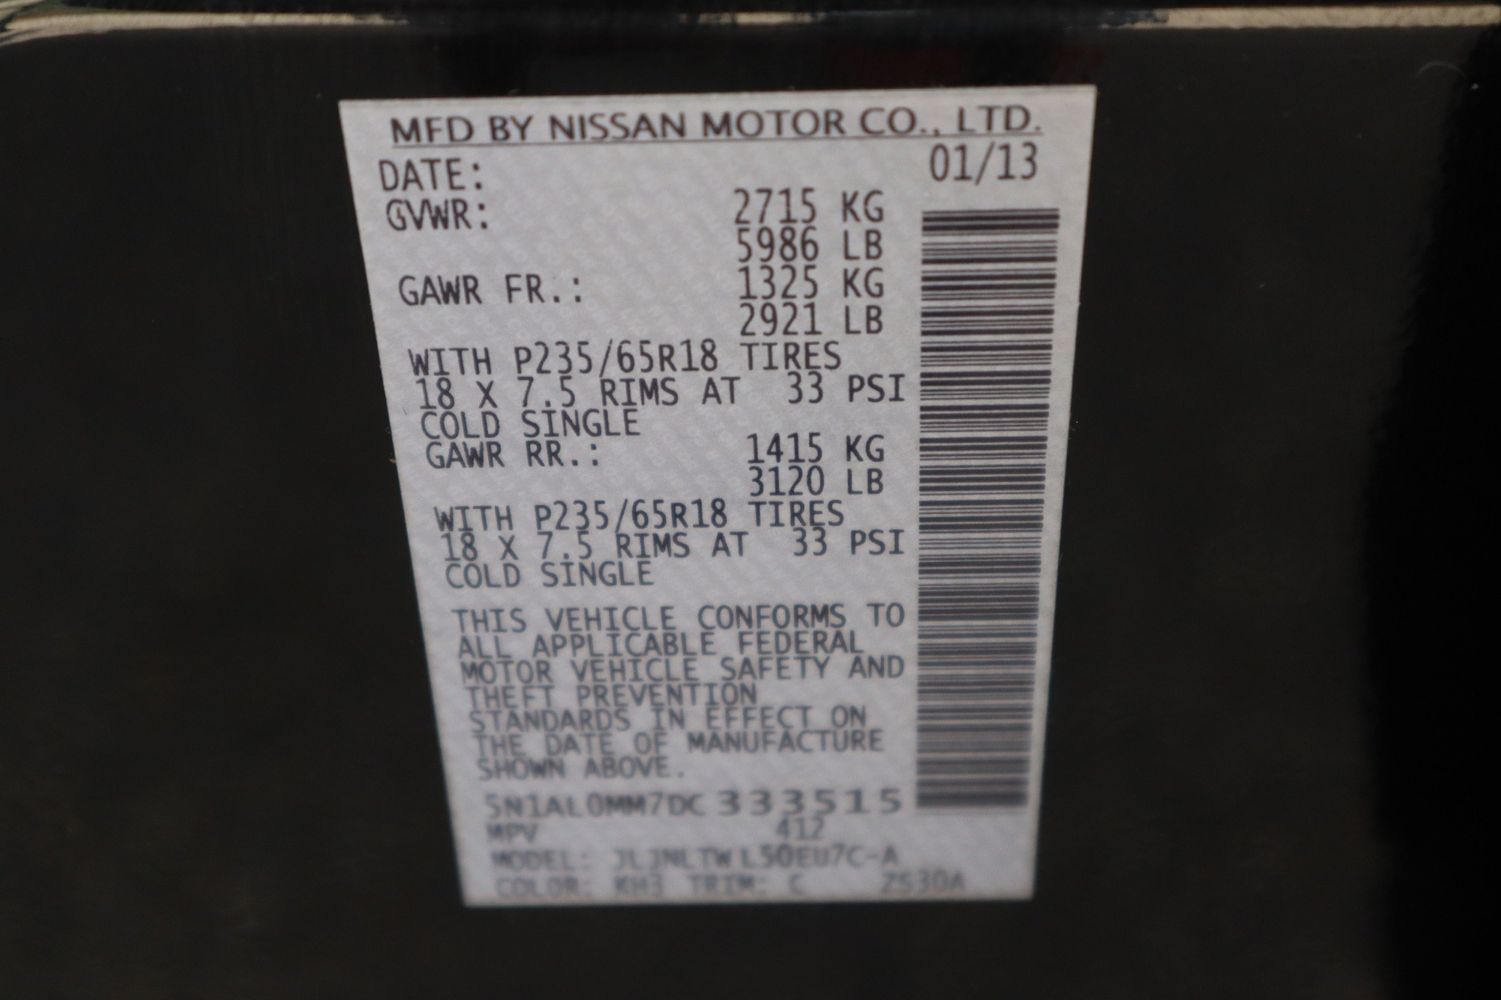 MFD BY NISSAN MOTOR CO., LTD.
DATE: 01/13
GVWR: 2715 KG
5986 LB
GAWR FR.: 1325 KG
2921 LB
WITH P235/65R18 TIRES
18 X 7.5 RIMS AT 33 PSI
COLD SINGLE
GAWR RR.: 1415 KG
3120 LB
WITH P235/65R18 TIRES
18 X 7.5 RIMS AT 33 PSI
COLD SINGLE
THIS VEHICLE CONFORMS TO
ALL APPLICABLE FEDERAL
MOTOR VEHICLE SAFETY AND
THEFT PREVENTION
STANDARDS IN EFFECT ON
THE DATE OF MANUFACTURE
SHOWN ABOVE.
5N1AL0MM7DC333515
MPV 412
MODEL: JLJNLTWL50EU7C-A
COLOR: KH3 TRIM: C